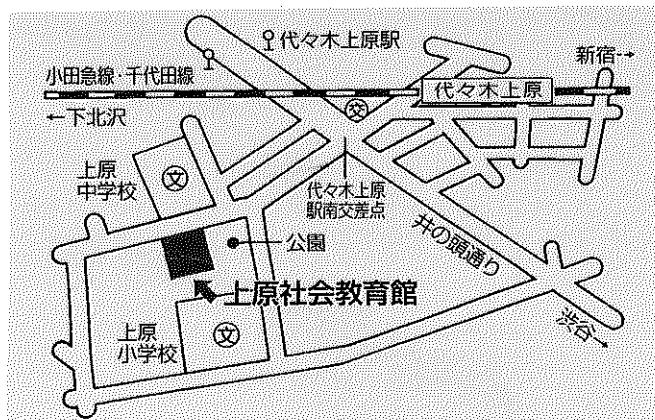 代々木上原駅
新宿→
小田急線・千代田線
代々木上原
←下北沢
交
上原
中学校
文
代々木上原
駅南交差点
井の頭通り
公園
上原社会教育館
上原
小学校
文
渋谷→